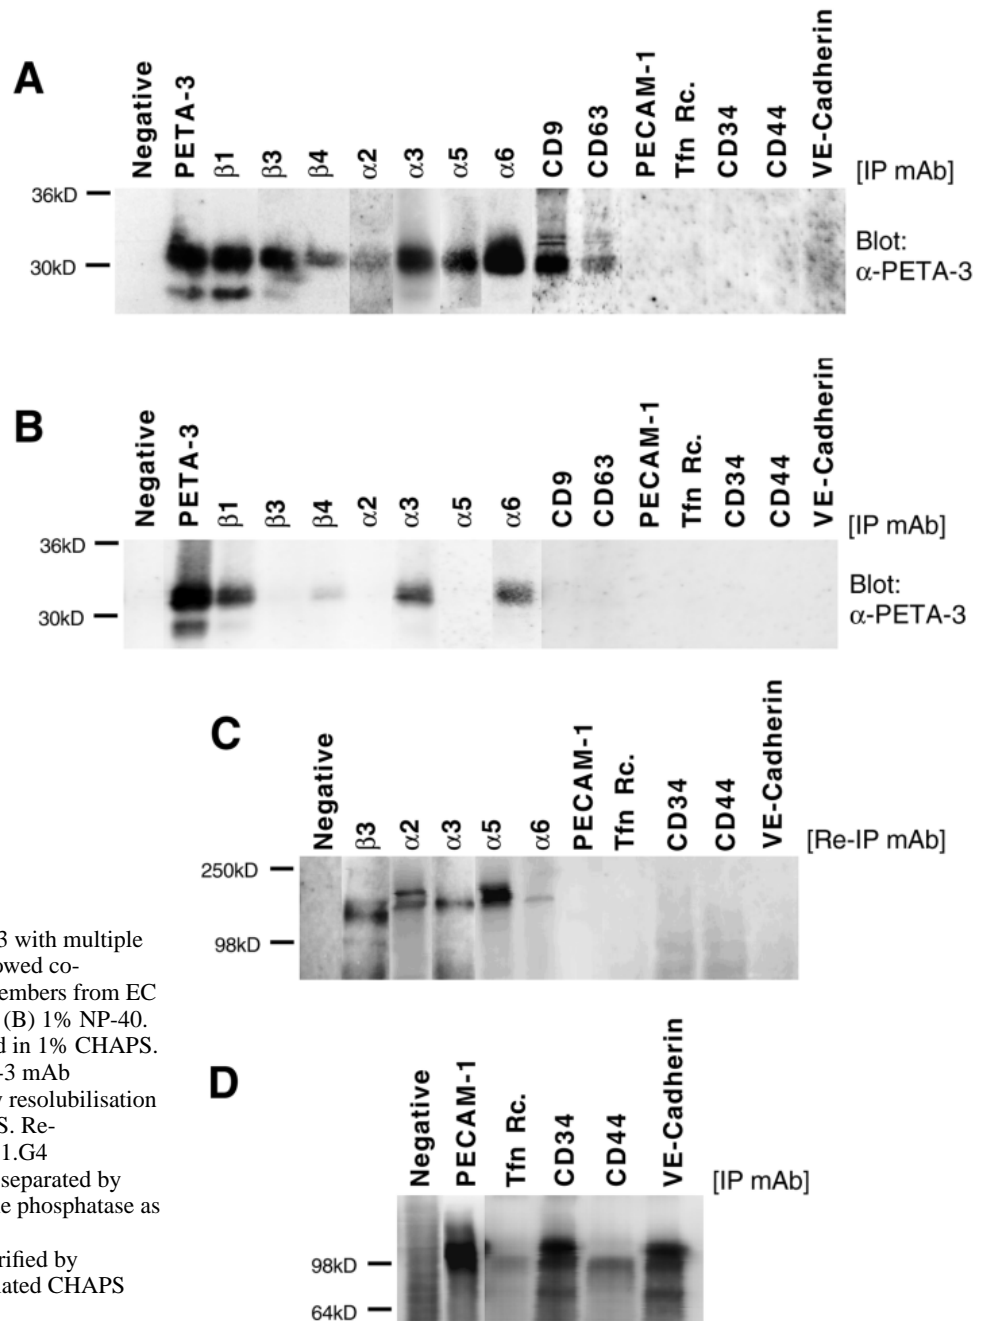 A
Negative PETA-3 β1 β3 β4 α2 α3 α5 α6 CD9 CD63 PECAM-1 Tfn Rc. CD34 CD44 VE-Cadherin [IP mAb]
36kD
30kD
Blot:
α-PETA-3
B
Negative PETA-3 β1 β3 β4 α2 α3 α5 α6 CD9 CD63 PECAM-1 Tfn Rc. CD34 CD44 VE-Cadherin [IP mAb]
36kD
30kD
Blot:
α-PETA-3
C
Negative β3 α2 α3 α5 α6 PECAM-1 Tfn Rc. CD34 CD44 VE-Cadherin [Re-IP mAb]
250kD
98kD
D
Negative PECAM-1 Tfn Rc. CD34 CD44 VE-Cadherin [IP mAb]
98kD
64kD
3 with multiple
owed co-
embers from EC
(B) 1% NP-40.
d in 1% CHAPS.
-3 mAb
y resolubilisation
S. Re-
1.G4
separated by
e phosphatase as
rified by
lated CHAPS